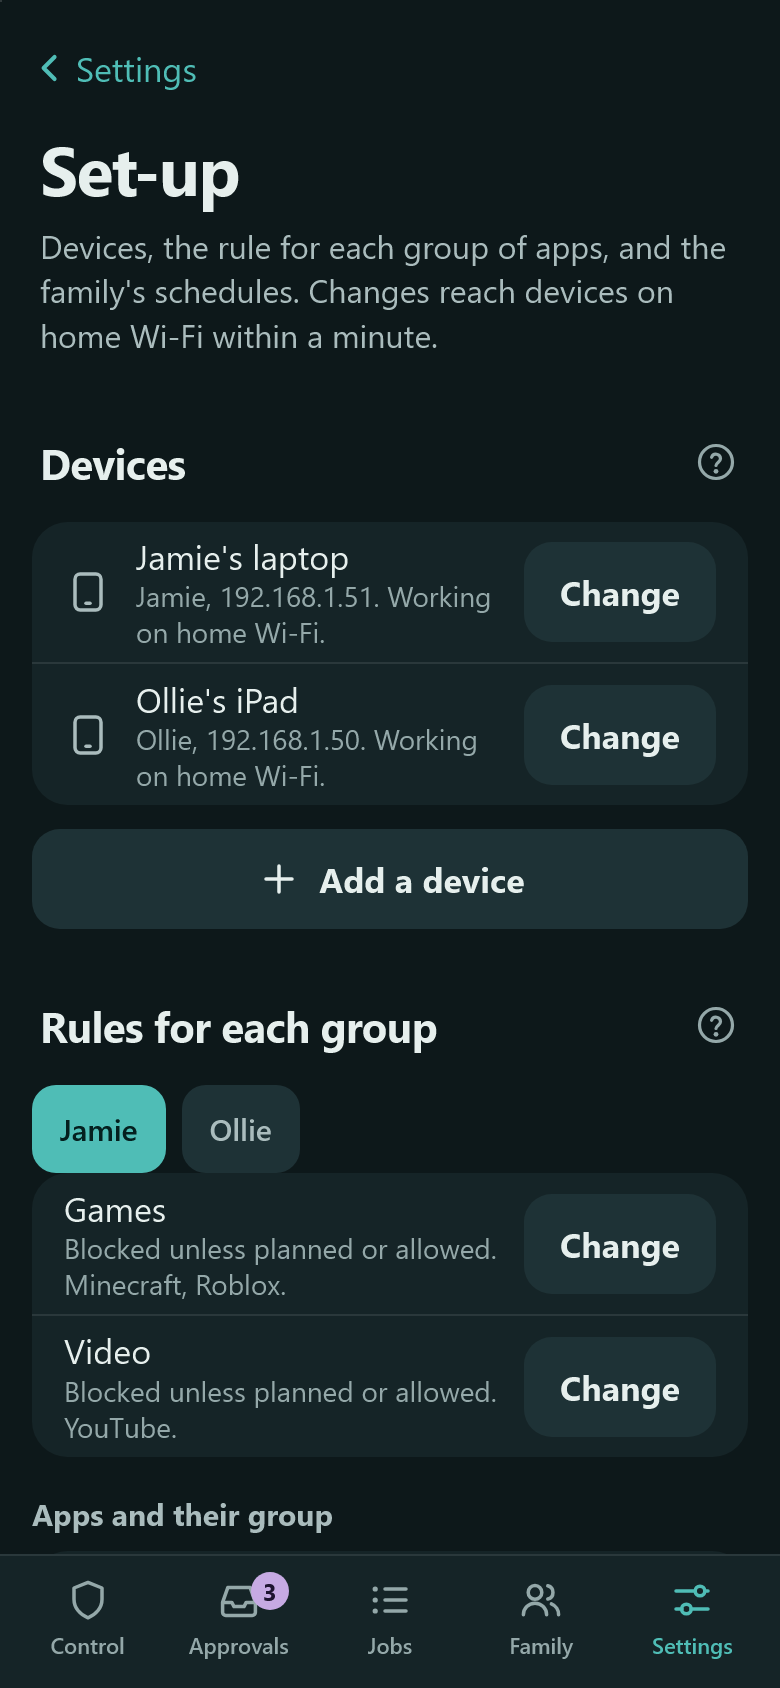 Settings
Set-up
Devices, the rule for each group of apps, and the
family's schedules. Changes reach devices on
home Wi-Fi within a minute.
Devices
Jamie's laptop
Jamie, 192.168.1.51. Working
on home Wi-Fi.
Change
Ollie's iPad
Ollie, 192.168.1.50. Working
on home Wi-Fi.
Change
Add a device
Rules for each group
Jamie
Ollie
Games
Blocked unless planned or allowed.
Minecraft, Roblox.
Change
Video
Blocked unless planned or allowed.
YouTube.
Change
Apps and their group
3
Control
Approvals
Jobs
Family
Settings